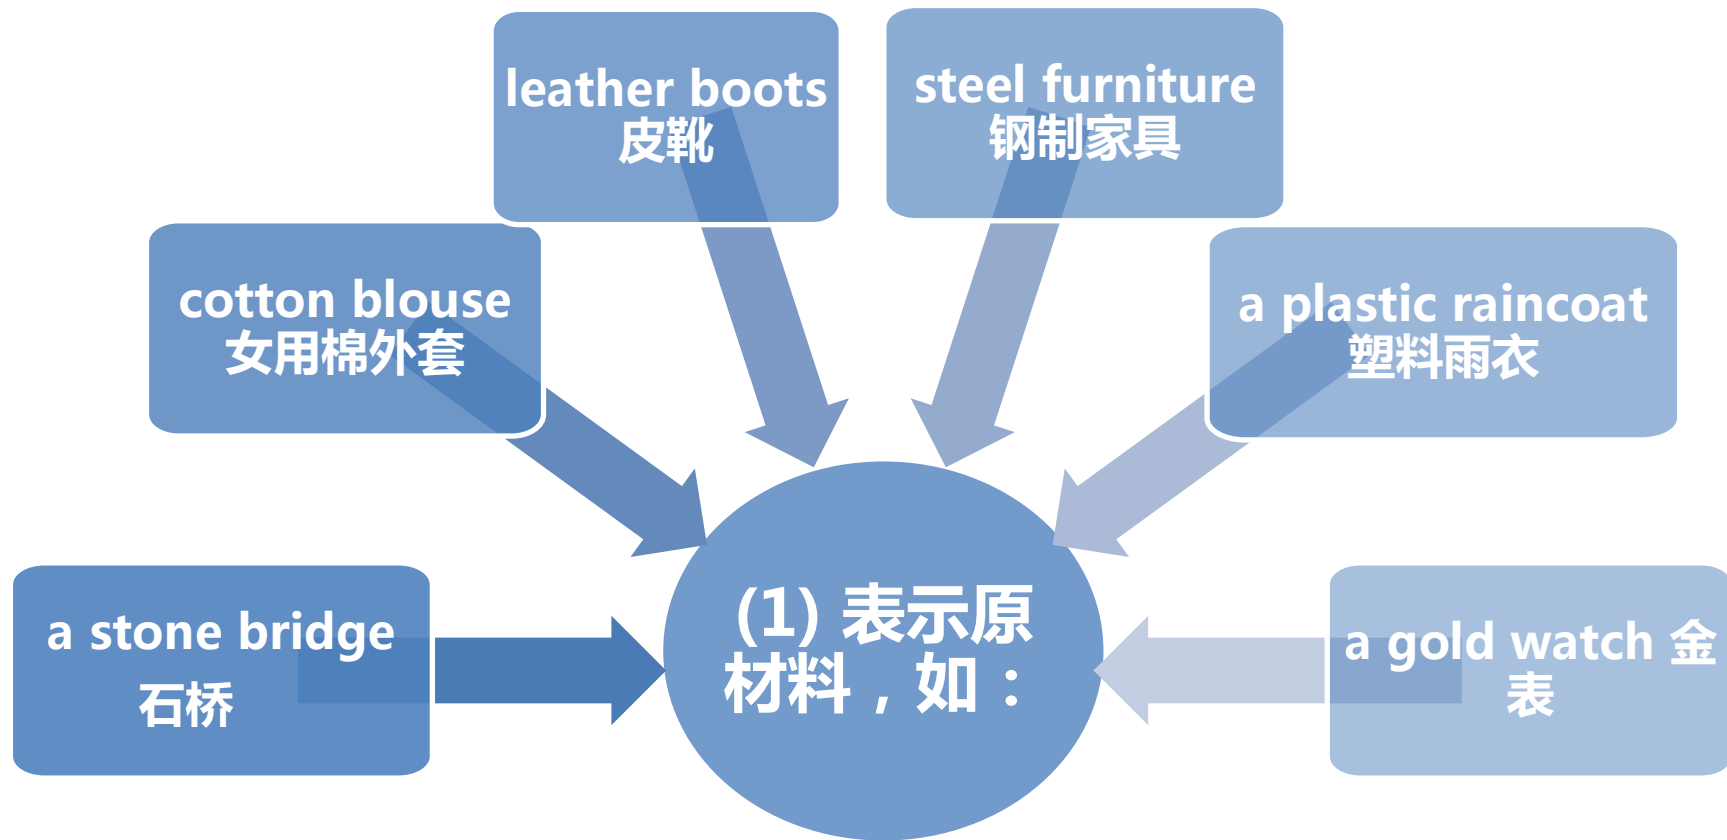 leather boots
皮靴
steel furniture
钢制家具
cotton blouse
女用棉外套
a plastic raincoat
塑料雨衣
a stone bridge
石桥
(1) 表示原
材料，如：
a gold watch 金
表